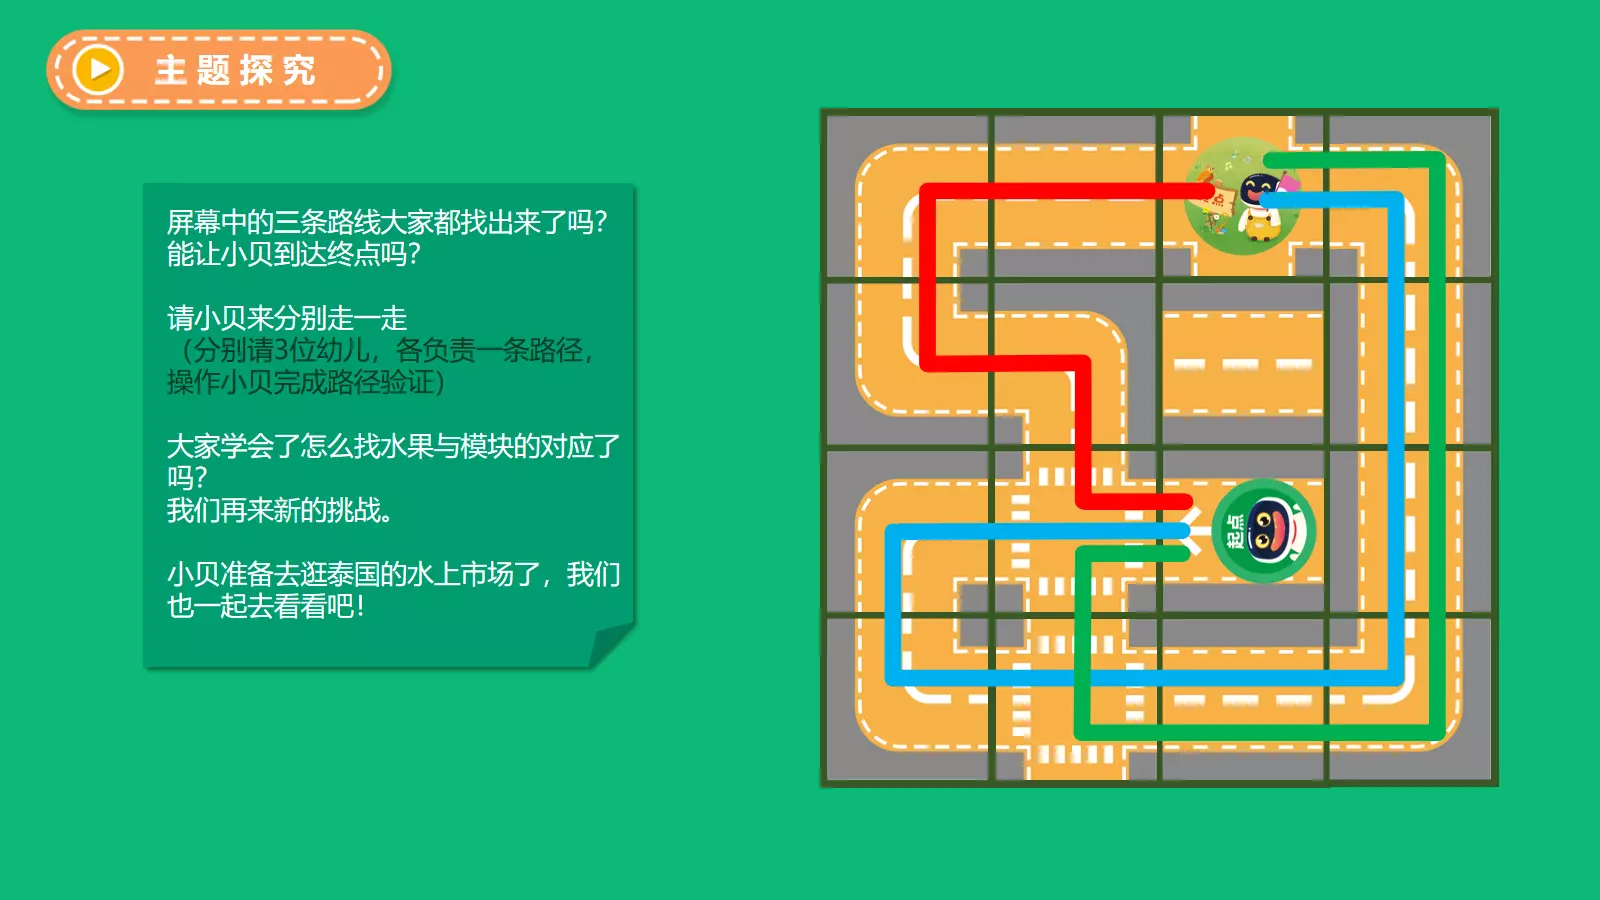 主题探究
屏幕中的三条路线大家都找出来了吗？
能让小贝到达终点吗？
请小贝来分别走一走
（分别请3位幼儿，各负责一条路径，
操作小贝完成路径验证）
大家学会了怎么找水果与模块的对应了
吗？
我们再来新的挑战。
小贝准备去逛泰国的水上市场了，我们
也一起去看看吧！
点
起点